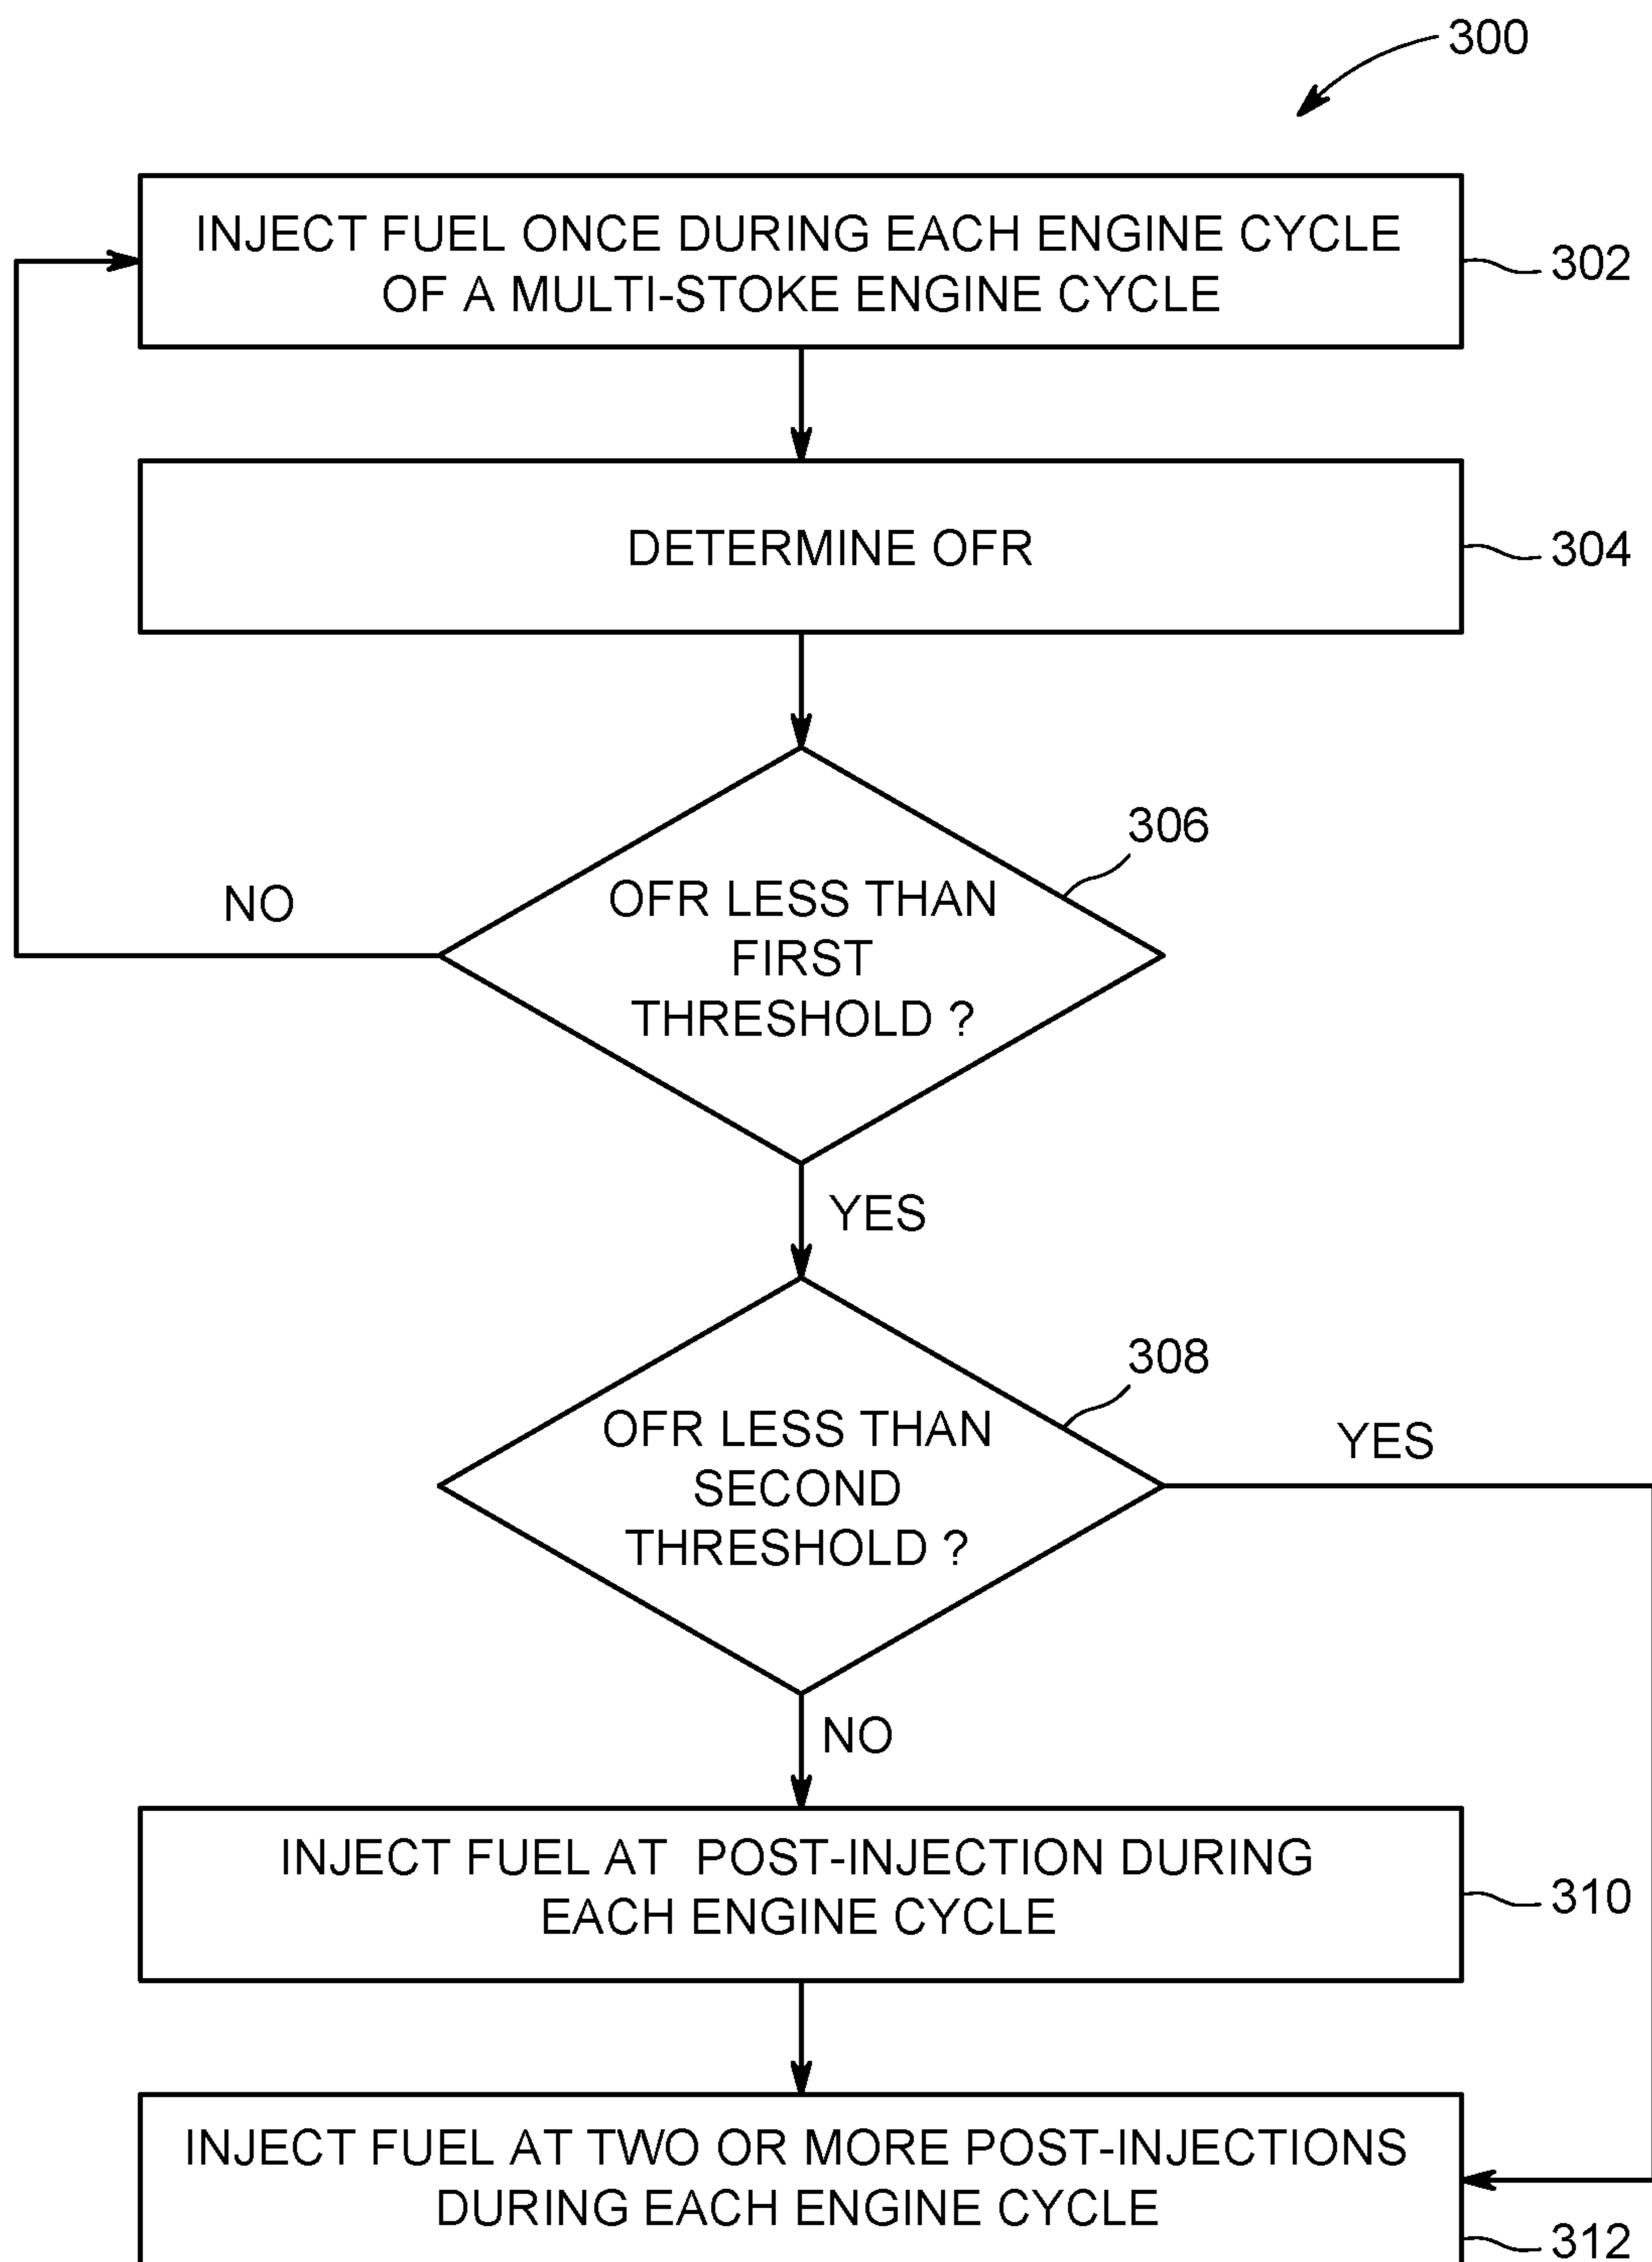 300
INJECT FUEL ONCE DURING EACH ENGINE CYCLE
OF A MULTI-STOKE ENGINE CYCLE
302
DETERMINE OFR
304
306
OFR LESS THAN
FIRST
THRESHOLD ?
NO
YES
308
OFR LESS THAN
SECOND
THRESHOLD ?
YES
NO
INJECT FUEL AT POST-INJECTION DURING
EACH ENGINE CYCLE
310
INJECT FUEL AT TWO OR MORE POST-INJECTIONS
DURING EACH ENGINE CYCLE
312